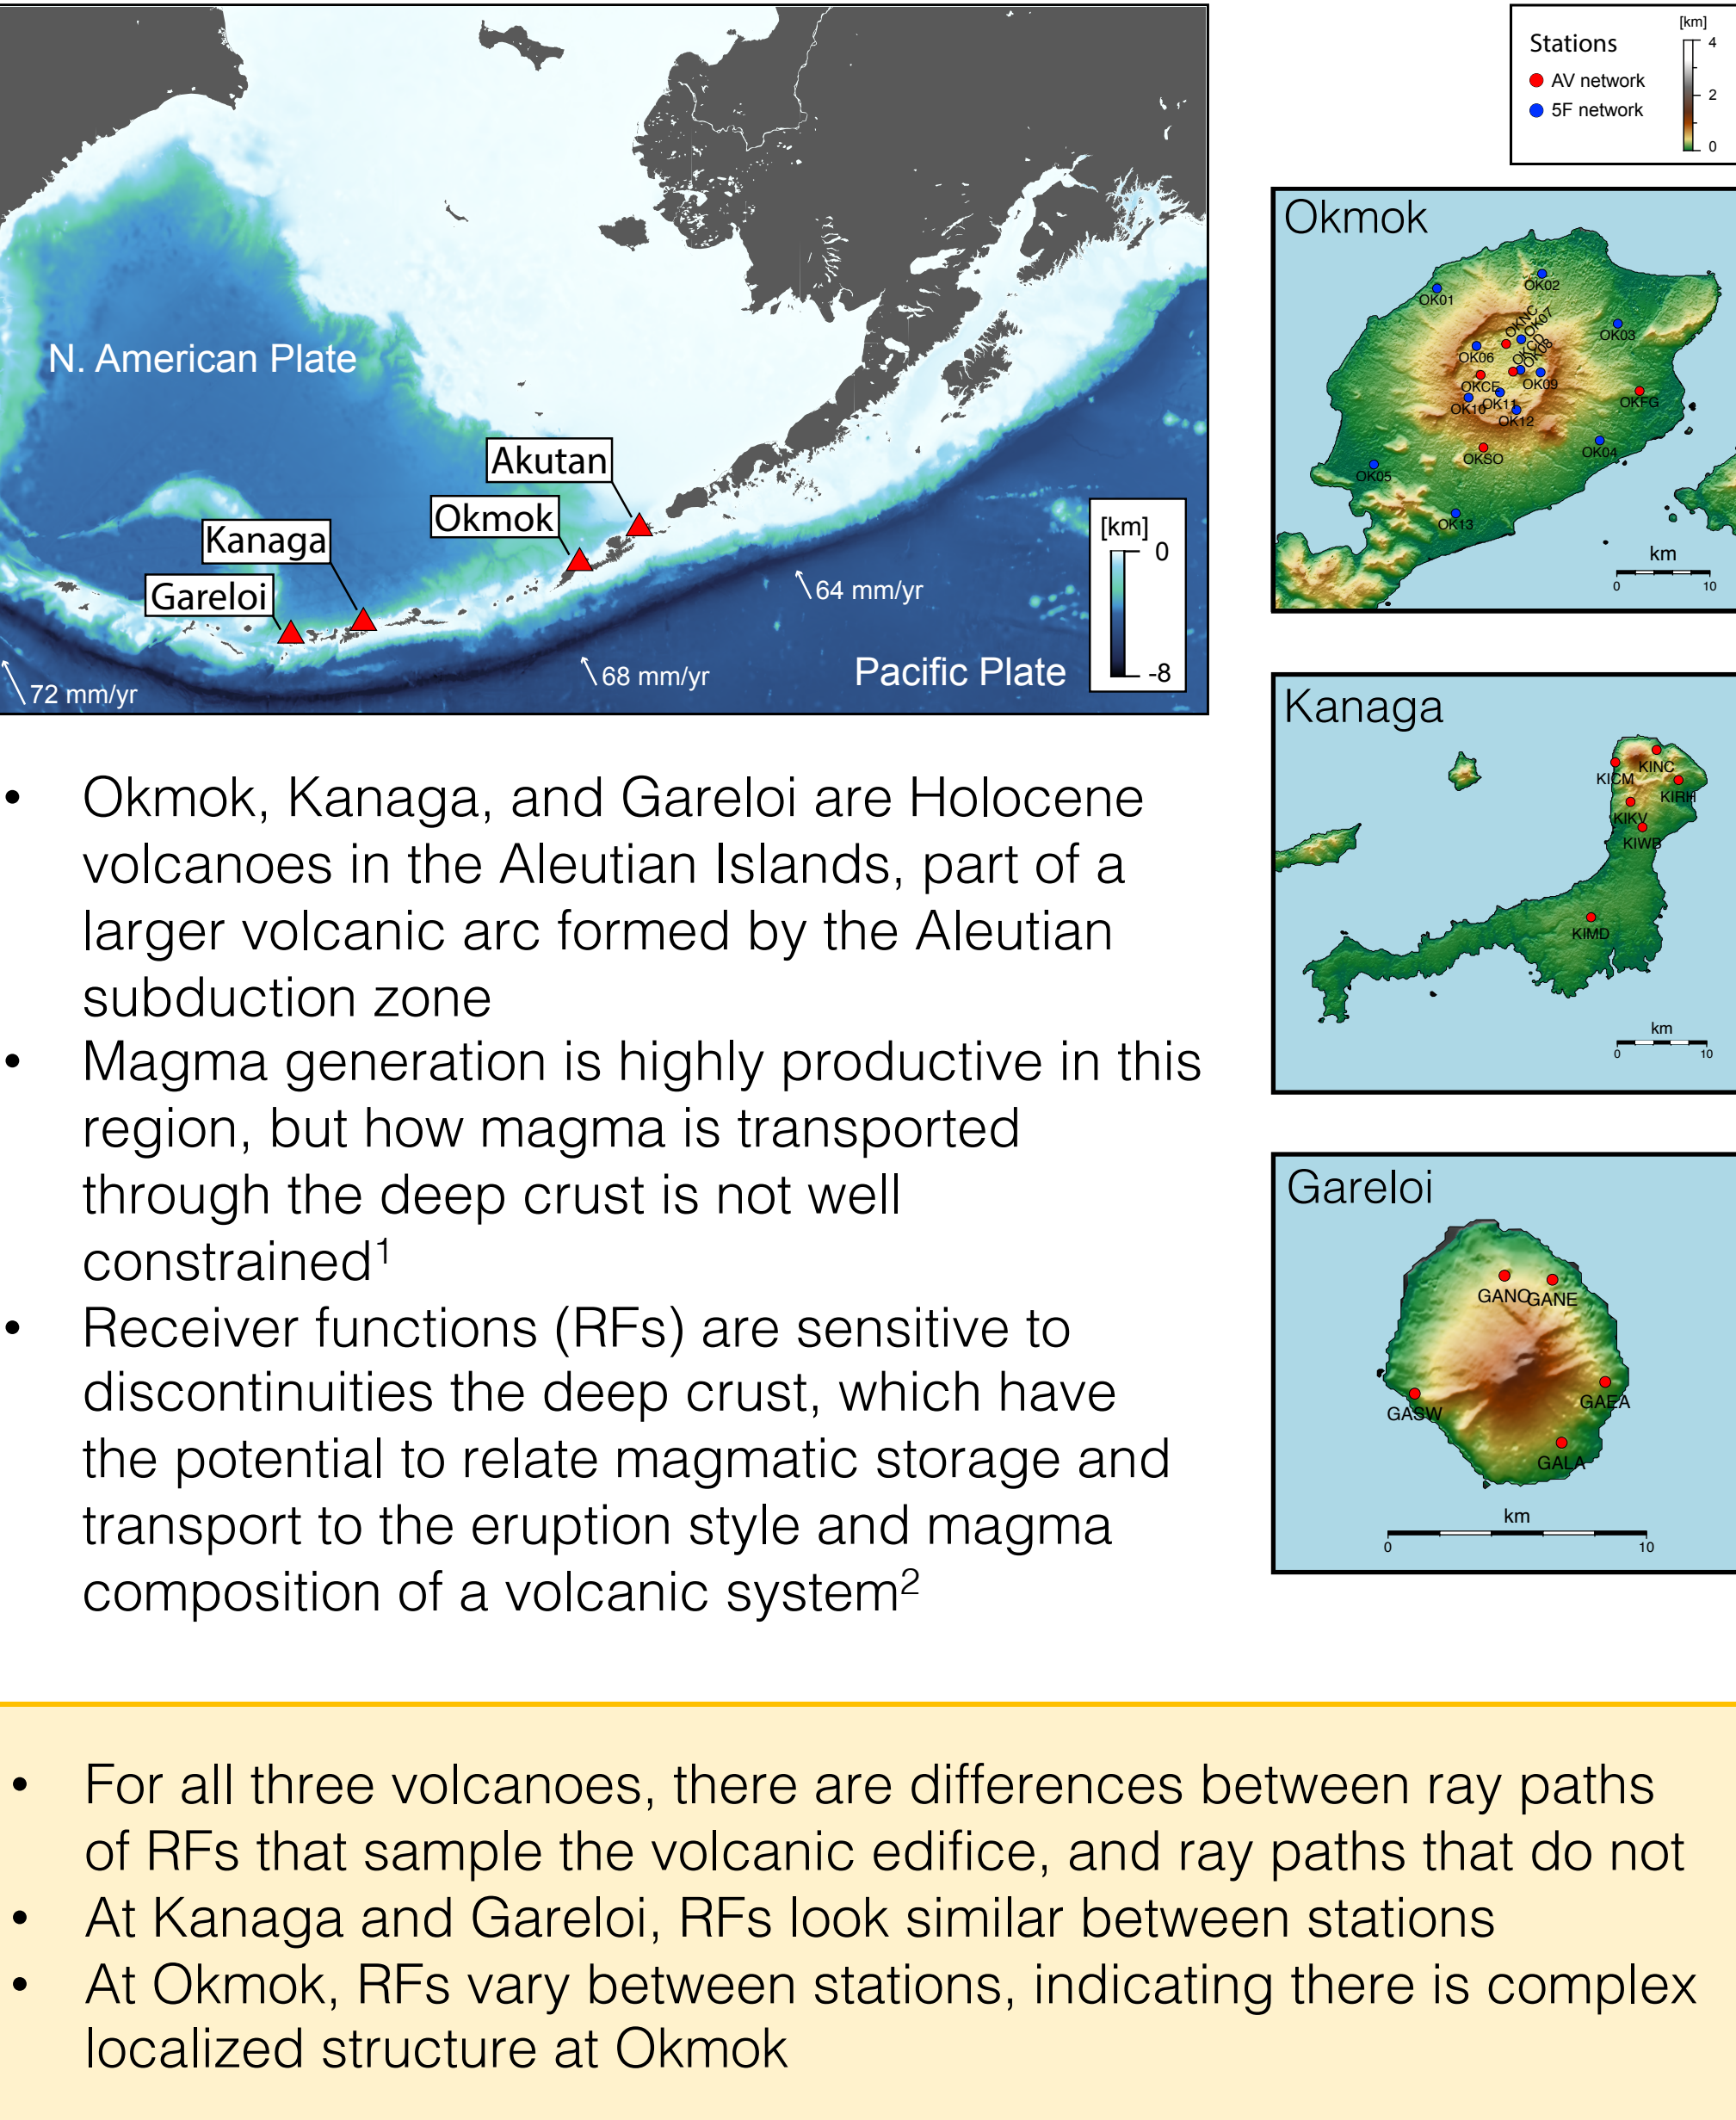 N. American Plate
Akutan
Okmok
Kanaga
Gareloi
[km]
0
-8
64 mm/yr
68 mm/yr
72 mm/yr
Pacific Plate
Stations
AV network
5F network
[km]
4
2
0
Okmok
OK01
OK02
OK03
OKNC
OK07
OKCD
OK08
OK06
OKCE
OK09
OK10
OK11
OK12
OKFG
OKSO
OK04
OK05
OK13
km
0 10
Kanaga
KINC
KICM
KIRH
KIKV
KIWB
KIMD
km
0 10
Gareloi
GANO
GANE
GAEA
GASW
GALA
km
0 10
• Okmok, Kanaga, and Gareloi are Holocene
volcanoes in the Aleutian Islands, part of a
larger volcanic arc formed by the Aleutian
subduction zone
• Magma generation is highly productive in this
region, but how magma is transported
through the deep crust is not well
constrained¹
• Receiver functions (RFs) are sensitive to
discontinuities the deep crust, which have
the potential to relate magmatic storage and
transport to the eruption style and magma
composition of a volcanic system²
• For all three volcanoes, there are differences between ray paths
of RFs that sample the volcanic edifice, and ray paths that do not
• At Kanaga and Gareloi, RFs look similar between stations
• At Okmok, RFs vary between stations, indicating there is complex
localized structure at Okmok